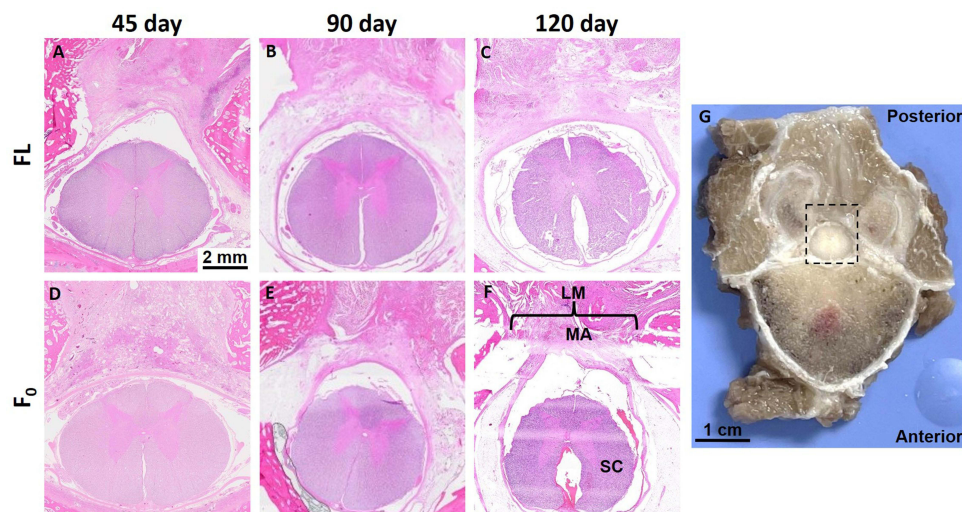 45 day 90 day 120 day
FL
A B C
2 mm
F0
D E F
LM
MA
SC
G
Posterior
1 cm
Anterior